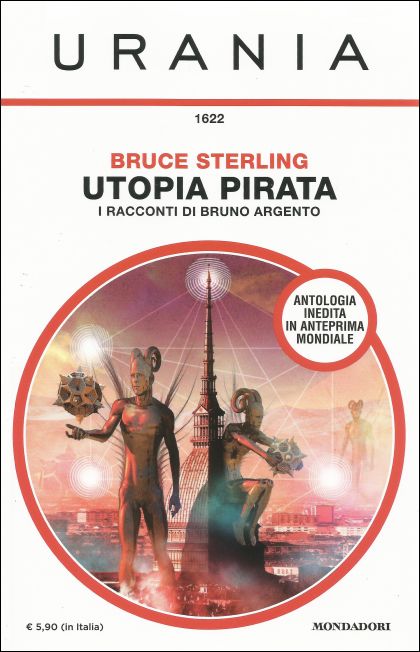 URANIA
1622
BRUCE STERLING
UTOPIA PIRATA
I RACCONTI DI BRUNO ARGENTO
ANTOLOGIA
INEDITA
IN ANTEPRIMA
MONDIALE
€ 5,90 (in Italia)
MONDADORI